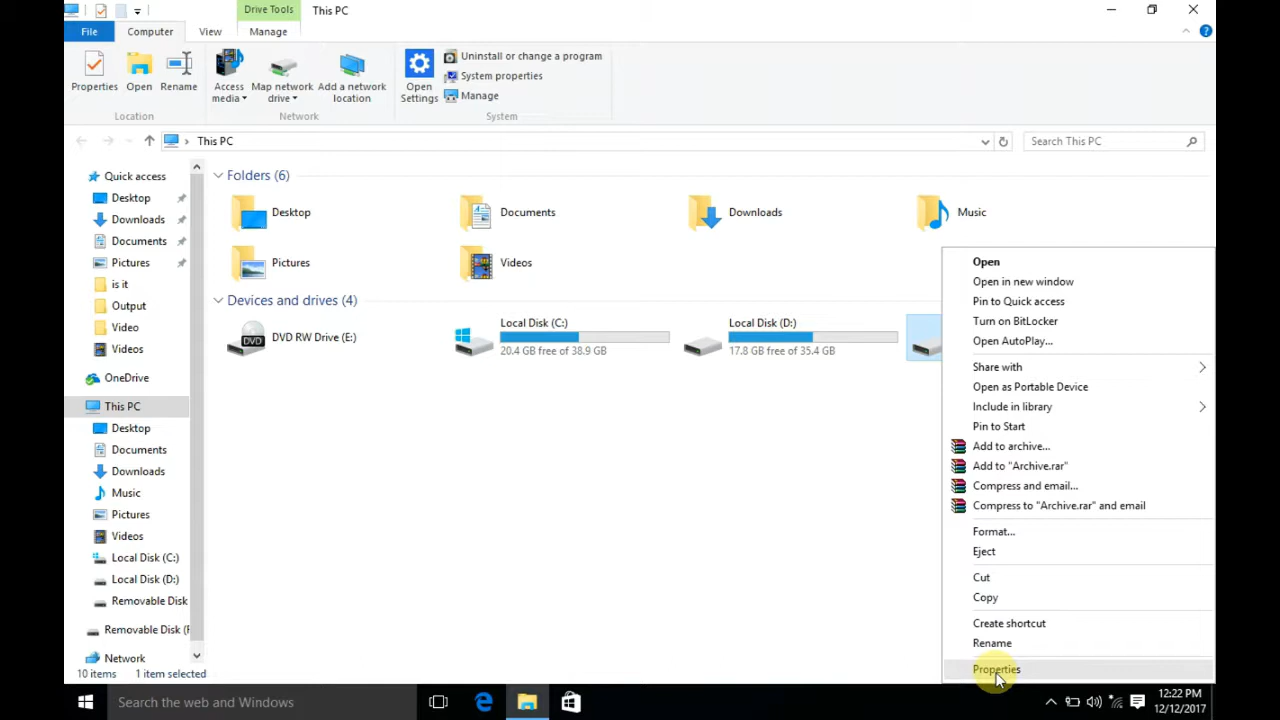 Drive Tools
This PC
File
Computer
View
Manage
Properties
Open
Rename
Access media
Map network drive
Add a network location
Open Settings
Uninstall or change a program
System properties
Manage
Location
Network
System
This PC
Search This PC
Quick access
Desktop
Downloads
Documents
Pictures
is it
Output
Video
Videos
OneDrive
This PC
Desktop
Documents
Downloads
Music
Pictures
Videos
Local Disk (C:)
Local Disk (D:)
Removable Disk
Removable Disk (F
Network
Folders (6)
Desktop
Documents
Downloads
Music
Pictures
Videos
Devices and drives (4)
DVD RW Drive (E:)
DVD
Local Disk (C:)
20.4 GB free of 38.9 GB
Local Disk (D:)
17.8 GB free of 35.4 GB
Open
Open in new window
Pin to Quick access
Turn on BitLocker
Open AutoPlay...
Share with
Open as Portable Device
Include in library
Pin to Start
Add to archive...
Add to "Archive.rar"
Compress and email...
Compress to "Archive.rar" and email
Format...
Eject
Cut
Copy
Create shortcut
Rename
Properties
10 items
1 item selected
Search the web and Windows
12:22 PM
12/12/2017